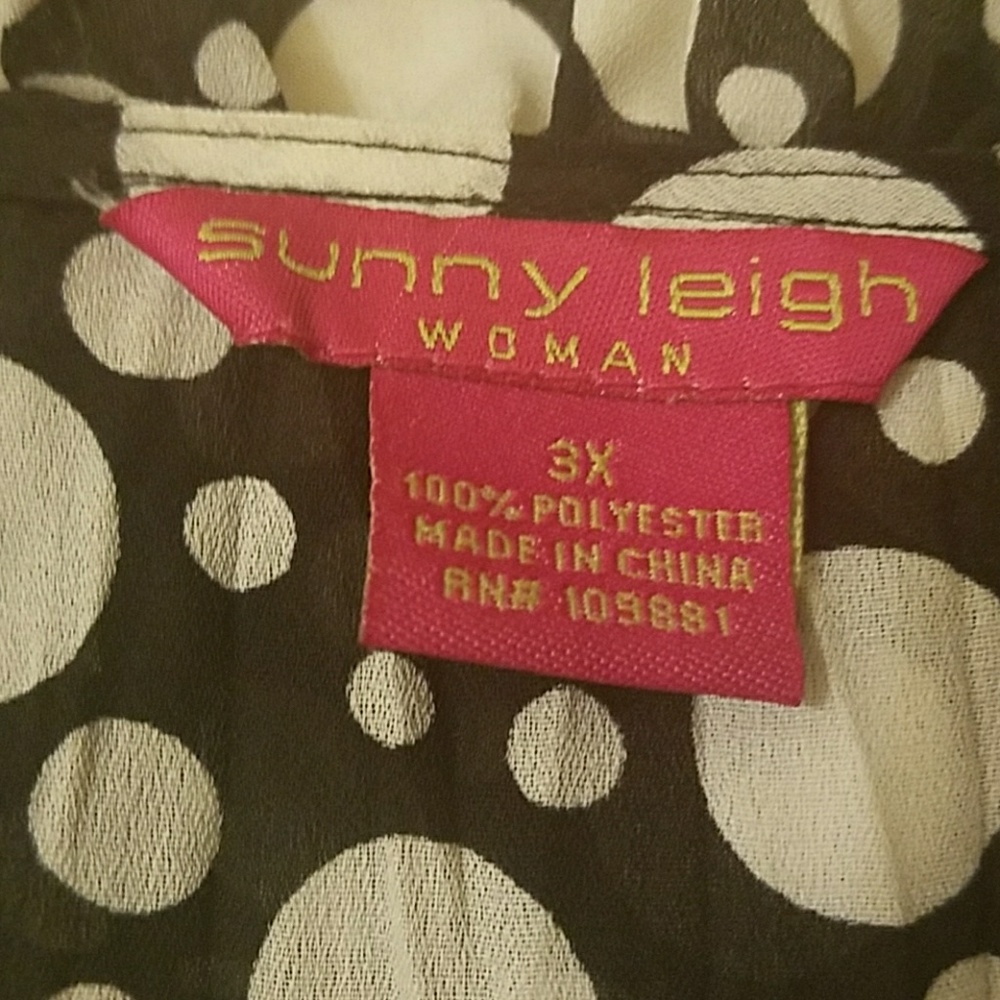 sunny leigh
WOMAN
3X
100% POLYESTER
MADE IN CHINA
RN# 109881